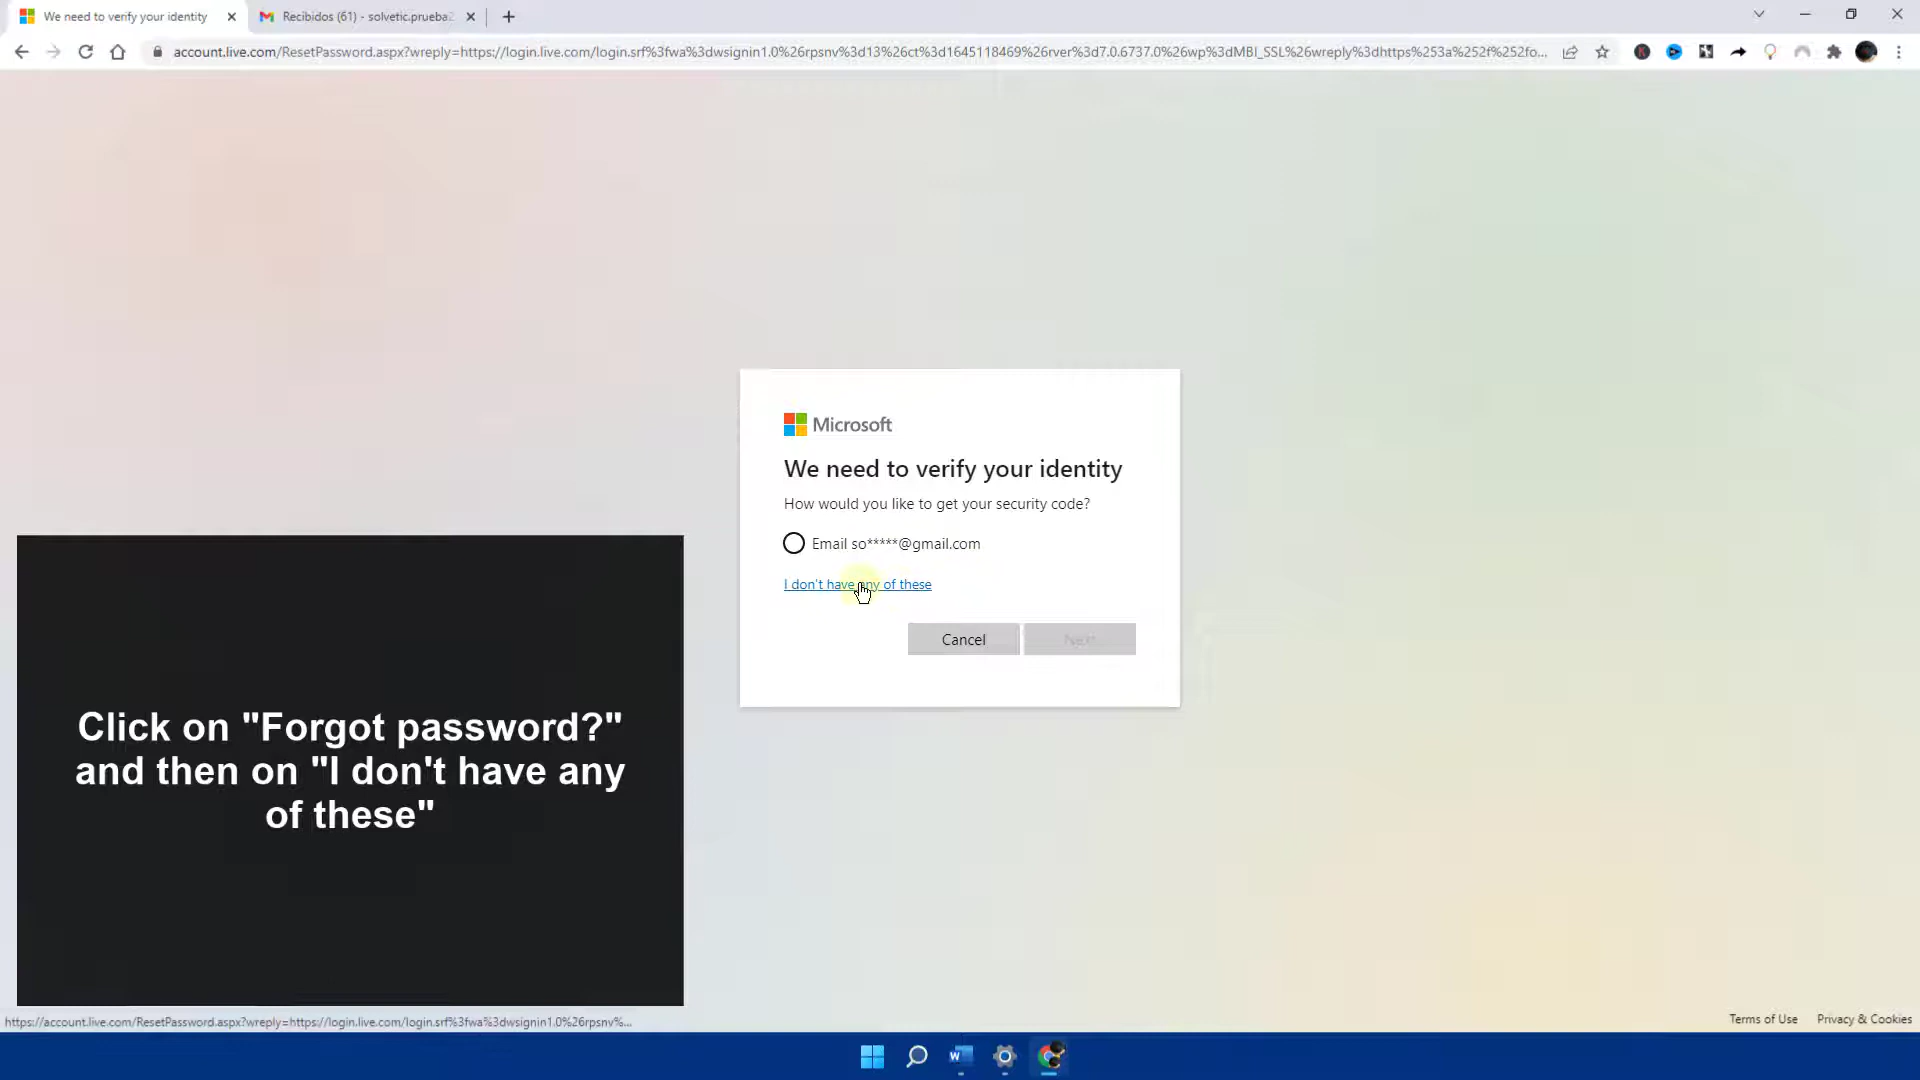 We need to verify your identity
Recibidos (61) - solvetic.prueba2
account.live.com/ResetPassword.aspx?wreply=https://login.live.com/login.srf%3fwa%3dwsignin1.0%26rpsnv%3d13%26ct%3d1645118469%26rver%3d7.0.6737.0%26wp%3dMBI_SSL%26wreply%3dhttps%253a%252f%252fo...
Microsoft
We need to verify your identity
How would you like to get your security code?
Email so*****@gmail.com
I don't have any of these
Cancel
Next
Click on "Forgot password?"
and then on "I don't have any
of these"
https://account.live.com/ResetPassword.aspx?wreply=https://login.live.com/login.srf%3fwa%3dwsignin1.0%26rpsnv%...
Terms of Use
Privacy & Cookies